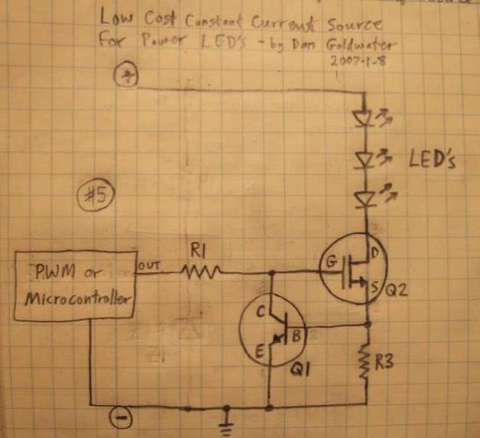 Low Cost Constant Current Source
For Power LED's - by Dan Goldwater
2007-1-8
+
LED's
#5
PWM or
Microcontroller
OUT
R1
G
D
S
Q2
C
B
E
Q1
R3
-